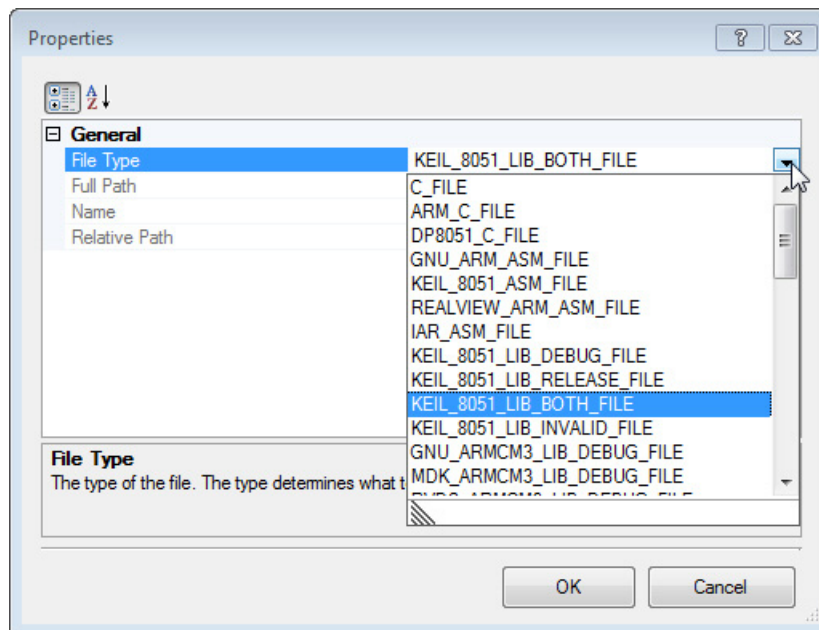 Properties
General
File Type KEIL_8051_LIB_BOTH_FILE
Full Path
Name
Relative Path
C_FILE
ARM_C_FILE
DP8051_C_FILE
GNU_ARM_ASM_FILE
KEIL_8051_ASM_FILE
REALVIEW_ARM_ASM_FILE
IAR_ASM_FILE
KEIL_8051_LIB_DEBUG_FILE
KEIL_8051_LIB_RELEASE_FILE
KEIL_8051_LIB_BOTH_FILE
KEIL_8051_LIB_INVALID_FILE
GNU_ARMCM3_LIB_DEBUG_FILE
MDK_ARMCM3_LIB_DEBUG_FILE
File Type
The type of the file. The type determines what t
OK Cancel